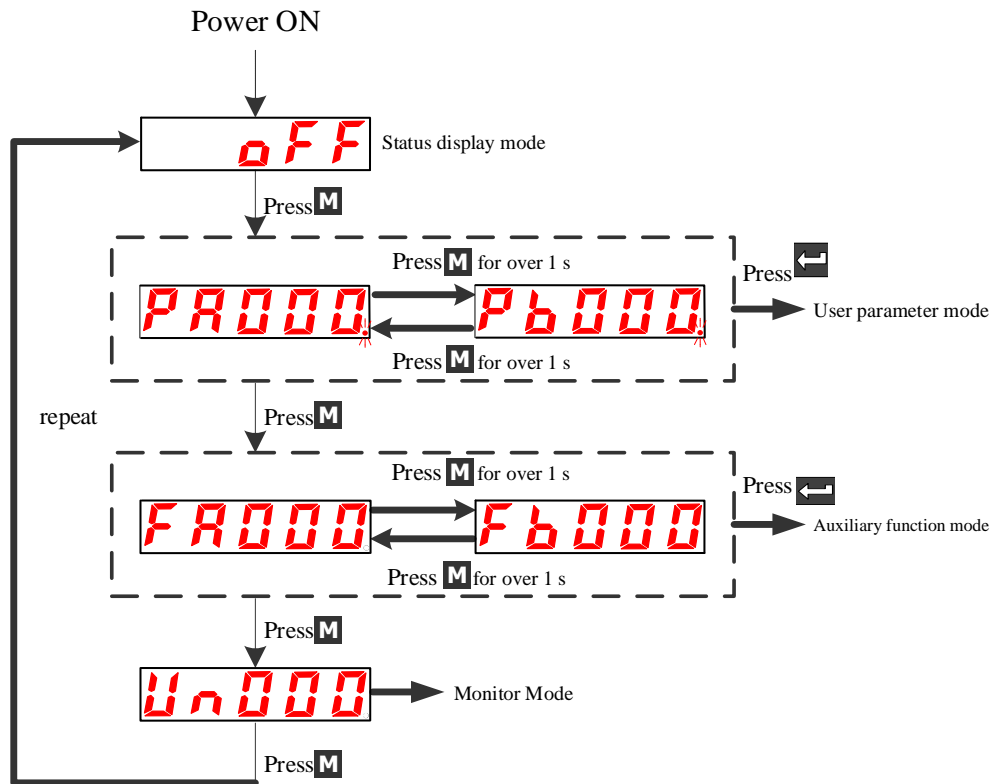 Power ON
oFF
Status display mode
Press M
Press M for over 1 s
Press
PA000.
Pb000.
User parameter mode
Press M for over 1 s
repeat
Press M
Press M for over 1 s
Press
FA000
Fb000
Auxiliary function mode
Press M for over 1 s
Press M
Un000
Monitor Mode
Press M